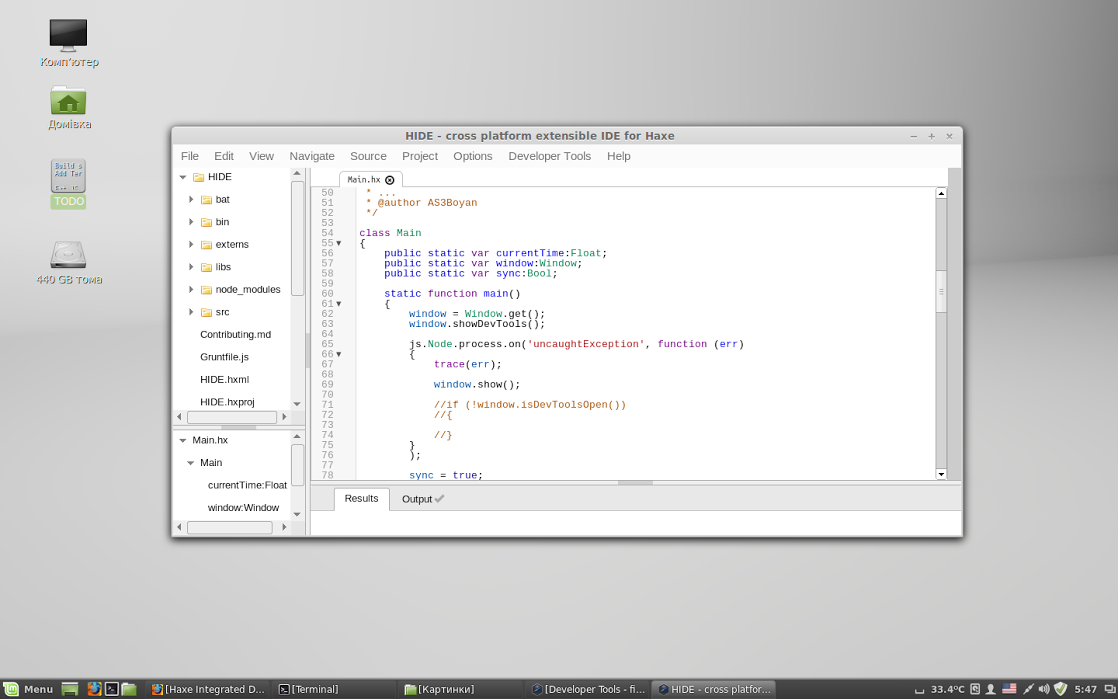 Комп'ютер
Домівка
Build s
Add Ter
C++ IC
TODO
440 GB тома
HIDE - cross platform extensible IDE for Haxe
File Edit View Navigate Source Project Options Developer Tools Help
HIDE
bat
bin
externs
libs
node_modules
src
Contributing.md
Gruntfile.js
HIDE.hxml
HIDE.hxproj
Main.hx
Main
currentTime:Float
window:Window
Main.hx
50 * ...
51 * @author AS3Boyan
52 */
53
54 class Main
55 {
56 public static var currentTime:Float;
57 public static var window:Window;
58 public static var sync:Bool;
59
60 static function main()
61 {
62 window = Window.get();
63 window.showDevTools();
64
65 js.Node.process.on('uncaughtException', function (err)
66 {
67 trace(err);
68
69 window.show();
70
71 //if (!window.isDevToolsOpen())
72 //{
73
74 //}
75 }
76 );
77
78 sync = true;
Results Output
Menu [Haxe Integrated D... [Terminal] [Картинки] [Developer Tools - fi... HIDE - cross platfor... 33.4°C 5:47